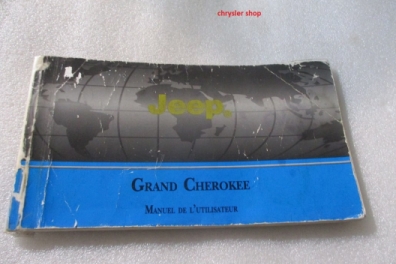 chrysler shop
Jeep®
GRAND CHEROKEE
MANUEL DE L'UTILISATEUR